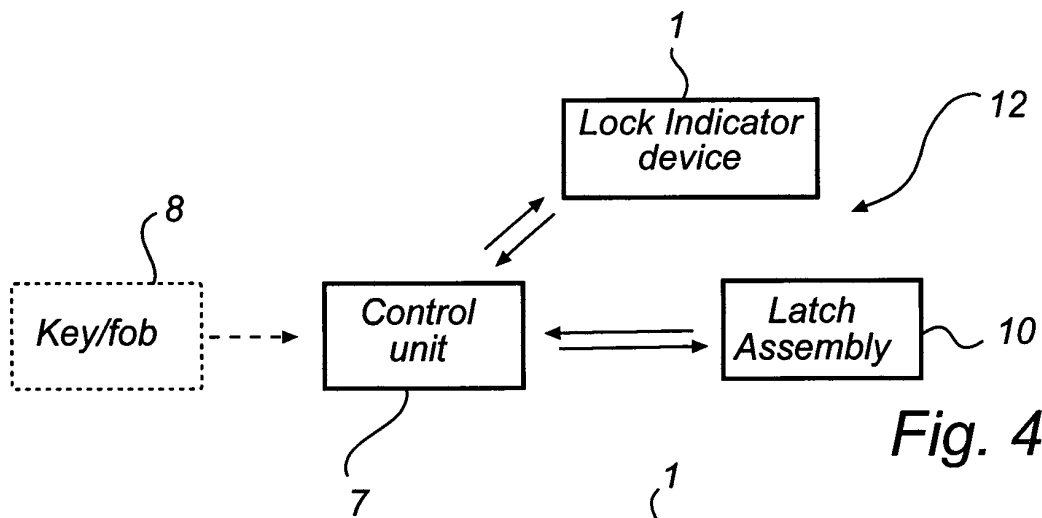 1
Lock Indicator
device
12
8
Key/fob
Control
unit
Latch
Assembly
10
Fig. 4
7
1